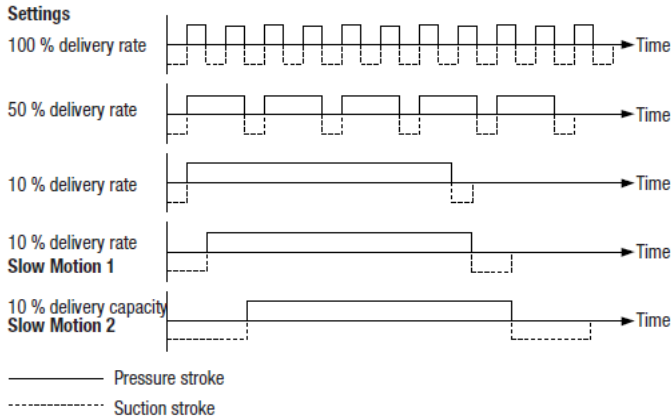 Settings
100 % delivery rate
Time
50 % delivery rate
Time
10 % delivery rate
Time
10 % delivery rate
Slow Motion 1
Time
10 % delivery capacity
Slow Motion 2
Time
Pressure stroke
Suction stroke